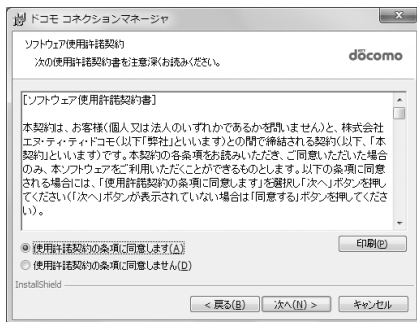 ドコモ コネクションマネージャ
ソフトウェア使用許諾契約
次の使用許諾契約書を注意深くお読みください。
döcomo
[ソフトウェア使用許諾契約書]
本契約は、お客様(個人又は法人のいずれかであるかを問いません)と、株式会社
エヌ・ティ・ティ・ドコモ(以下「弊社」といいます)との間で締結される契約(以下、「本
契約」といいます)です。本契約の各条項をお読みいただき、ご同意いただいた場合
のみ、本ソフトウェアをご利用いただくことができるものとします。以下の条項に同意
される場合には、「使用許諾契約の条項に同意します」を選択し「次へ」ボタンを押し
てください(「次へ」ボタンが表示されていない場合は「同意する」ボタンを押してくださ
い)。
使用許諾契約の条項に同意します(A)
印刷(P)
使用許諾契約の条項に同意しません(D)
InstallShield
< 戻る(B)
次へ(N) >
キャンセル